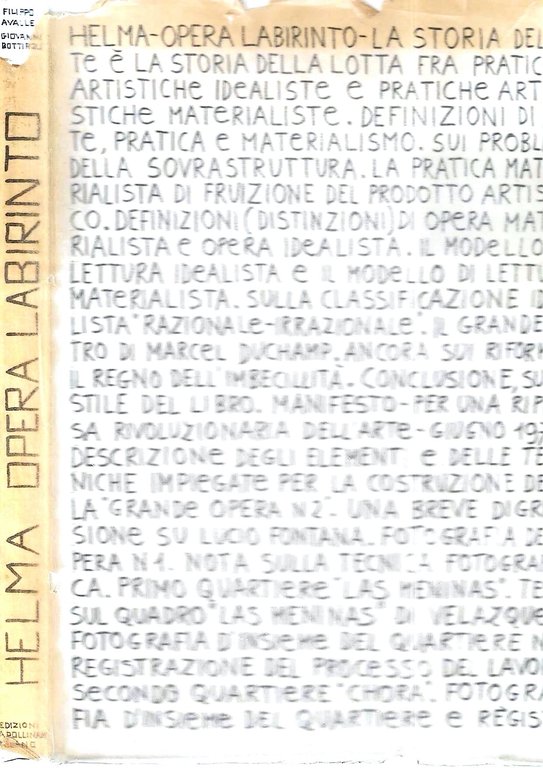 FILIPPO
AVALLE
GIOVANNI
BOTTIROLI
HELMA OPERA LABIRINTO
EDIZIONI
APOLLINAIRE
MILANO
HELMA-OPERA LABIRINTO-LA STORIA DEL
TE È LA STORIA DELLA LOTTA FRA PRATIC
ARTISTICHE IDEALISTE E PRATICHE ART
STICHE MATERIALISTE. DEFINIZIONI DI
TE, PRATICA E MATERIALISMO. SUI PROBL
DELLA SOVRASTRUTTURA. LA PRATICA MAT
RIALISTA DI FRUIZIONE DEL PRODOTTO ARTIS
CO. DEFINIZIONI (DISTINZIONI) DI OPERA MAT
RIALISTA E OPERA IDEALISTA. IL MODELLO
LETTURA IDEALISTA E IL MODELLO DI LETTU
MATERIALISTA. SULLA CLASSIFICAZIONE ID
LISTA "RAZIONALE-IRRAZIONALE". IL GRANDE
TRO DI MARCEL DUCHAMP. ANCORA SUI RIFORM
IL REGNO DELL'IMBECILLITÀ. CONCLUSIONE, SU
STILE DEL LIBRO. MANIFESTO-PER UNA RIP
SA RIVOLUZIONARIA DELL'ARTE-GIUGNO 197
DESCRIZIONE DEGLI ELEMENTI E DELLE TE
NICHE IMPIEGATE PER LA COSTRUZIONE DE
LA "GRANDE OPERA N2". UNA BREVE DIGR
SIONE SU LUCIO FONTANA. FOTOGRAFIA DE
PERA N1. NOTA SULLA TECNICA FOTOGRAF
CA. PRIMO QUARTIERE "LAS MENINAS". TE
SUL QUADRO "LAS MENINAS" DI VELAZQUE
FOTOGRAFIA D'INSIEME DEL QUARTIERE N
REGISTRAZIONE DEL PROCESSO DEL LAVO
SECONDO QUARTIERE "CHORA". FOTOGRA
FIA D'INSIEME DEL QUARTIERE E REGIS